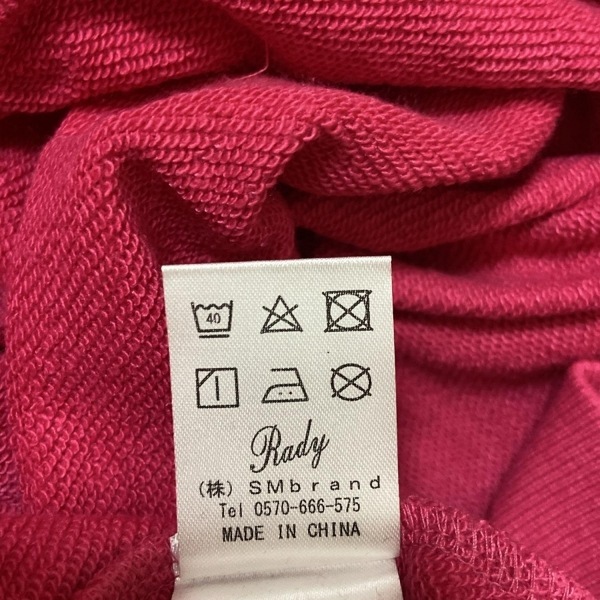 40
Rady
(株) SMbrand
Tel 0570-666-575
MADE IN CHINA